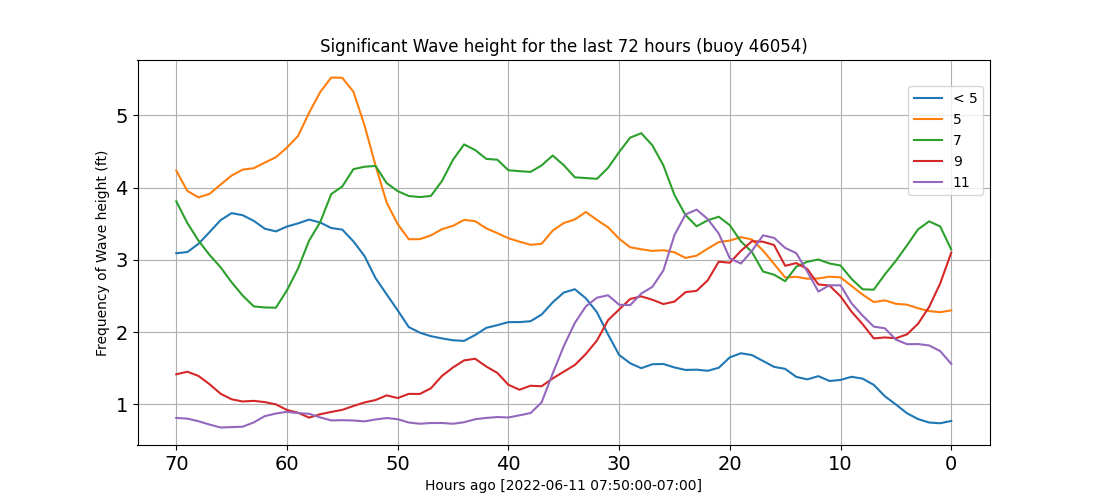 Significant Wave height for the last 72 hours (buoy 46054)
Frequency of Wave height (ft)
5
4
3
2
1
< 5
5
7
9
11
70 60 50 40 30 20 10 0
Hours ago [2022-06-11 07:50:00-07:00]